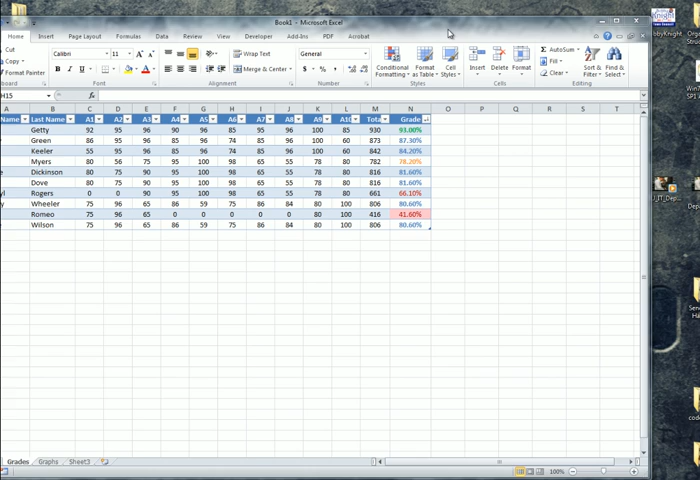 Book1 - Microsoft Excel
Home Insert Page Layout Formulas Data Review View Developer Add-Ins PDF Acrobat
Cut
Copy
Format Painter
Calibri 11
Wrap Text
Merge & Center
General
Conditional Formatting
Format as Table
Cell Styles
Insert Delete Format
AutoSum
Fill
Clear
Sort & Filter
Find & Select
Font Alignment Number Styles Cells Editing
H15 fx
A B C D E F G H I J K L M N O P Q R S T
Name Last Name A1 A2 A3 A4 A5 A6 A7 A8 A9 A10 Total Grade
Getty 92 95 96 90 96 85 95 96 100 85 930 93.00%
Green 86 95 96 85 96 74 85 96 100 60 873 87.30%
Keeler 55 95 96 85 96 74 85 96 100 60 842 84.20%
Myers 80 56 75 95 100 98 65 55 78 80 782 78.20%
Dickinson 80 75 90 95 100 98 65 55 78 80 816 81.60%
Dove 80 75 90 95 100 98 65 55 78 80 816 81.60%
Rogers 0 0 90 95 100 98 65 55 78 80 661 66.10%
Wheeler 75 96 65 86 59 75 86 84 80 100 806 80.60%
Romeo 75 96 65 0 0 0 0 0 80 100 416 41.60%
Wilson 75 96 65 86 59 75 86 84 80 100 806 80.60%
Grades Graphs Sheet3
100%
Knight
bbyKnight
Win7
SP1
IT_Dep...
Depa
Sen
code